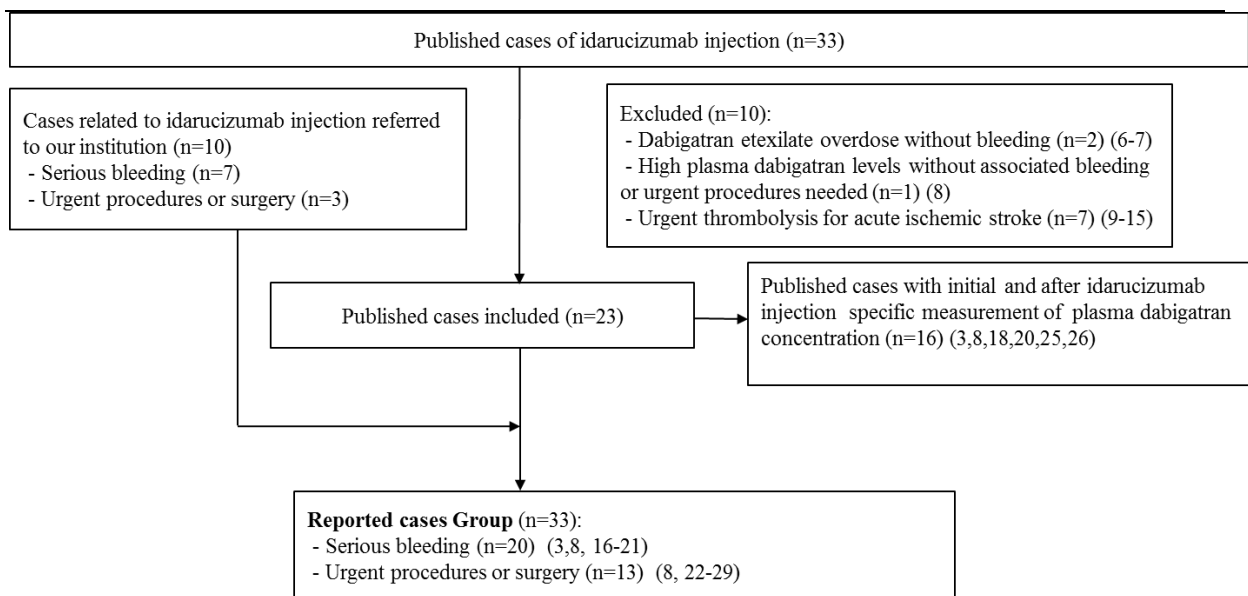 Published cases of idarucizumab injection (n=33)
Cases related to idarucizumab injection referred
to our institution (n=10)
- Serious bleeding (n=7)
- Urgent procedures or surgery (n=3)
Excluded (n=10):
- Dabigatran etexilate overdose without bleeding (n=2) (6-7)
- High plasma dabigatran levels without associated bleeding
or urgent procedures needed (n=1) (8)
- Urgent thrombolysis for acute ischemic stroke (n=7) (9-15)
Published cases included (n=23)
Published cases with initial and after idarucizumab
injection specific measurement of plasma dabigatran
concentration (n=16) (3,8,18,20,25,26)
Reported cases Group (n=33):
- Serious bleeding (n=20) (3,8, 16-21)
- Urgent procedures or surgery (n=13) (8, 22-29)